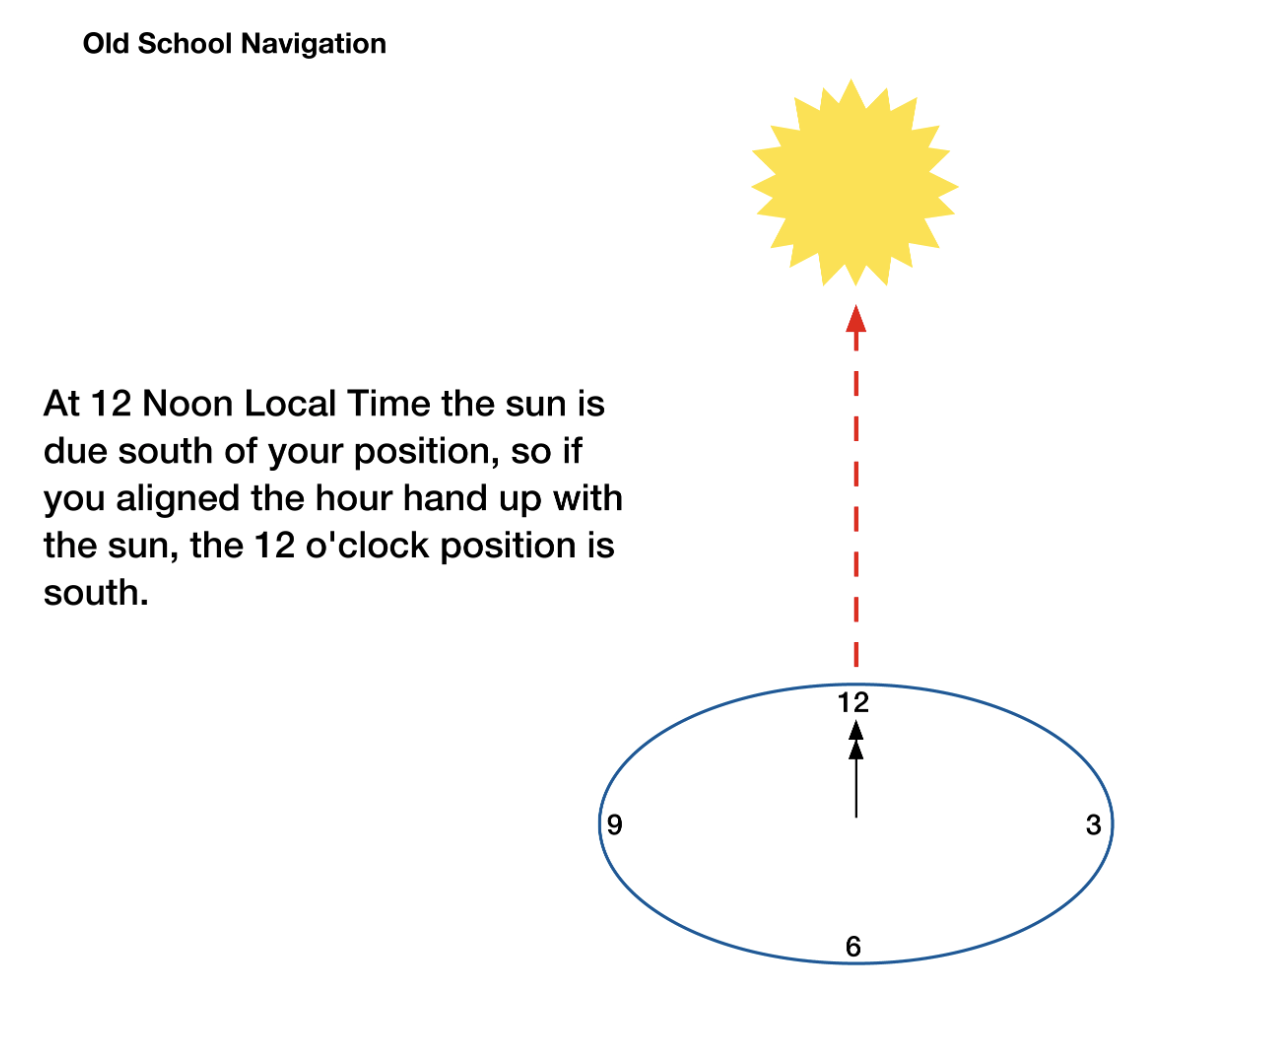 Old School Navigation
At 12 Noon Local Time the sun is
due south of your position, so if
you aligned the hour hand up with
the sun, the 12 o'clock position is
south.
12
9
3
6